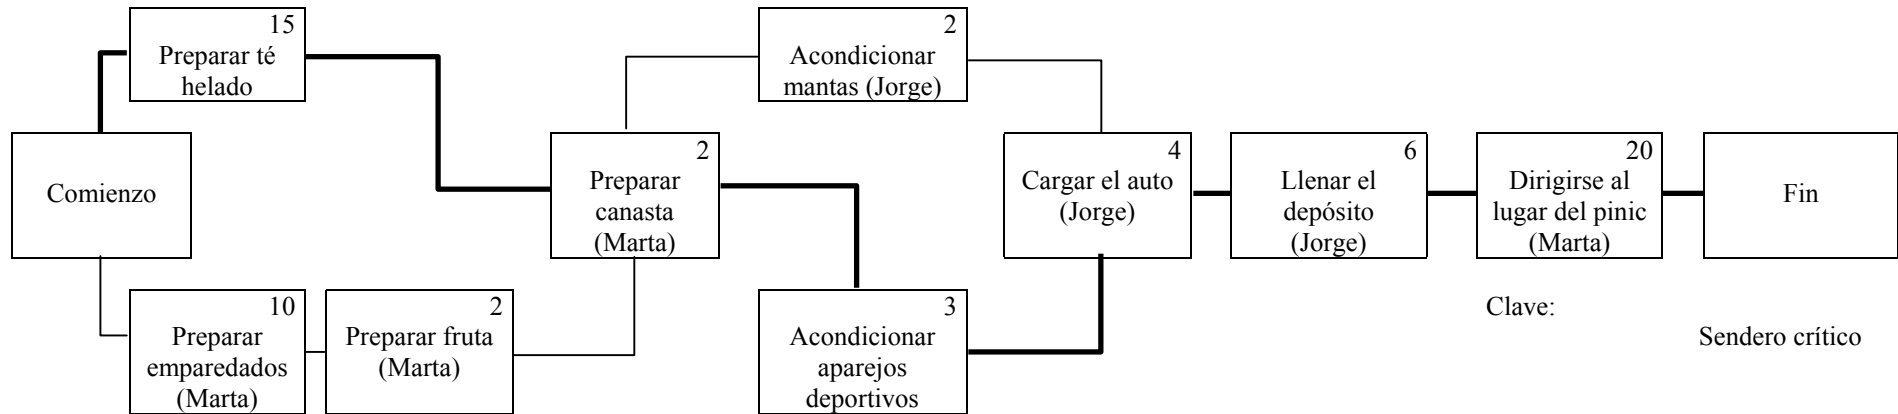 15
Preparar té
helado
2
Acondicionar
mantas (Jorge)
Comienzo
2
Preparar
canasta
(Marta)
4
Cargar el auto
(Jorge)
6
Llenar el
depósito
(Jorge)
20
Dirigirse al
lugar del pinic
(Marta)
Fin
10
Preparar
emparedados
(Marta)
2
Preparar fruta
(Marta)
3
Acondicionar
aparejos
deportivos
Clave:
Sendero crítico